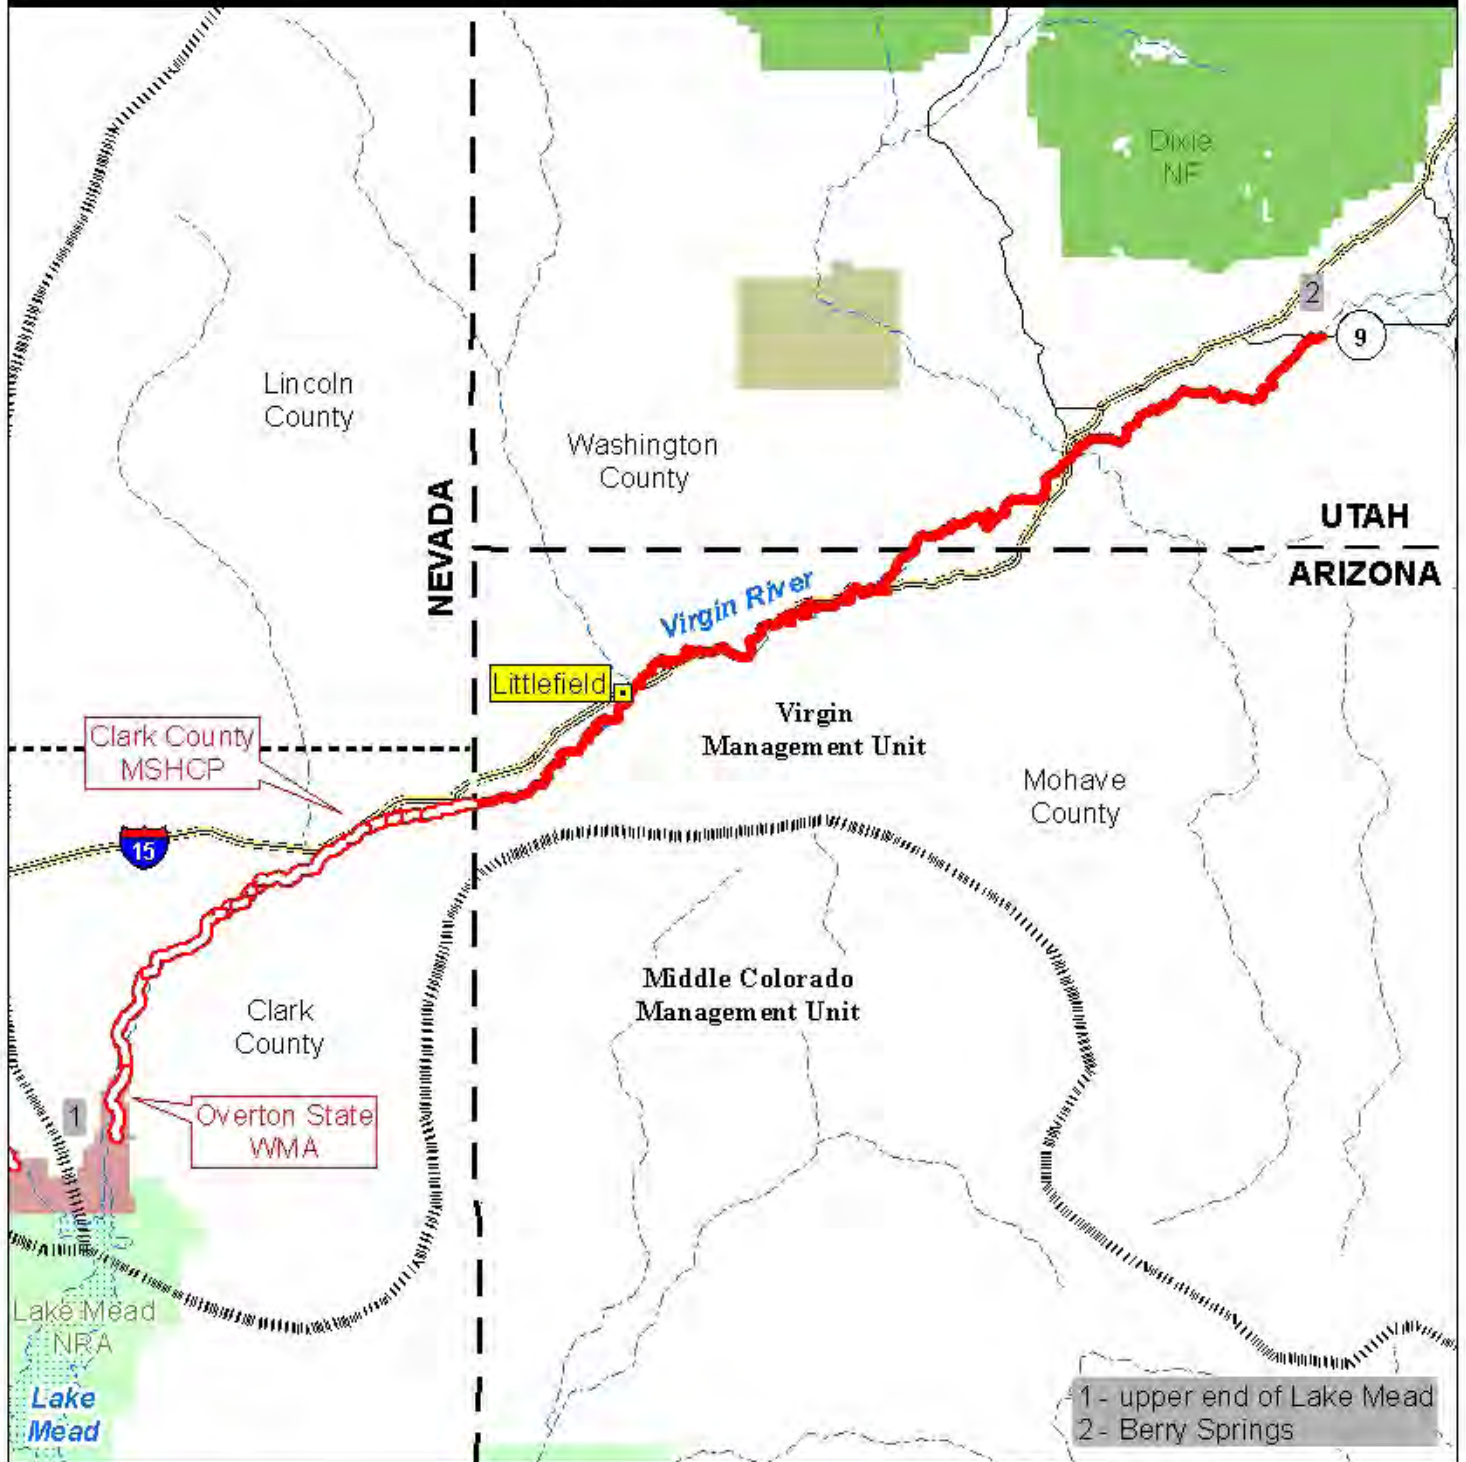 Dixie
NF
2
9
Lincoln
County
Washington
County
NEVADA
UTAH
ARIZONA
Virgin River
Littlefield
Virgin
Management Unit
Clark County
MSHCP
Mohave
County
15
Middle Colorado
Management Unit
Clark
County
1
Overton State
WMA
Lake Mead
NRA
Lake
Mead
1 - upper end of Lake Mead
2 - Berry Springs